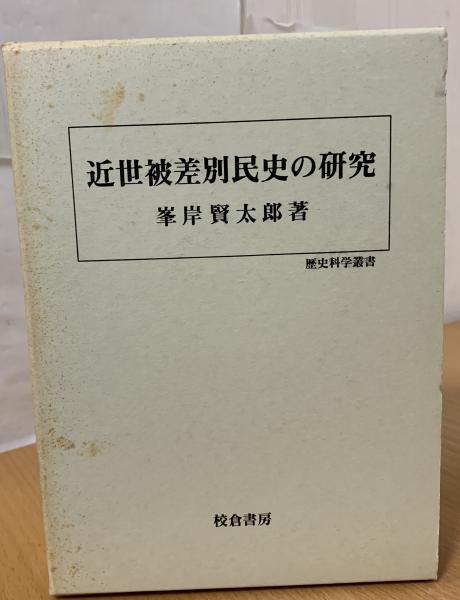 近世被差別民史の研究
峯岸賢太郎著
歴史科学叢書
校倉書房